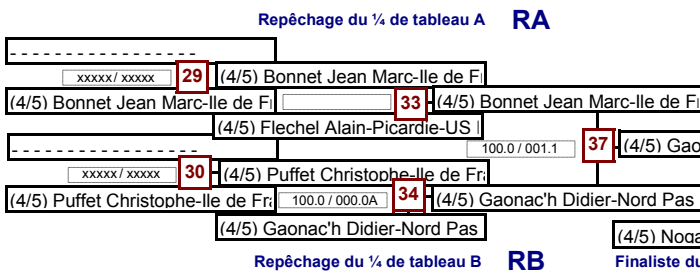 Repêchage du ¼ de tableau A RA
- - - - - - - - - - - - - - - - -
xxxxx / xxxxx 29 (4/5) Bonnet Jean Marc-Ile de F
(4/5) Bonnet Jean Marc-Ile de F 33 (4/5) Bonnet Jean Marc-Ile de F
(4/5) Flechel Alain-Picardie-US
100.0 / 001.1 37 (4/5) Gao
- - - - - - - - - - - - - - - - -
xxxxx / xxxxx 30 (4/5) Puffet Christophe-Ile de Fra
(4/5) Puffet Christophe-Ile de Fra 100.0 / 000.0A 34 (4/5) Gaonac'h Didier-Nord Pas
(4/5) Gaonac'h Didier-Nord Pas
(4/5) Noga
Repêchage du ¼ de tableau B RB Finaliste du